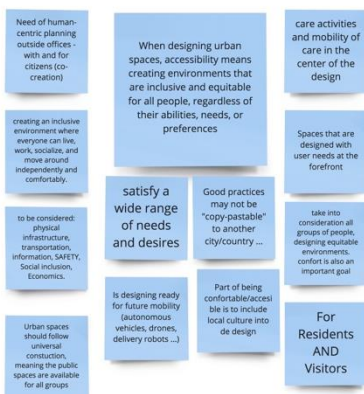 Need of human-
centric planning
outside offices -
with and for
citizens (co-
creation)
creating an inclusive
environment where
everyone can live,
work, socialize, and
move around
independently and
comfortably.
to be considered:
physical
infrastructure,
transportation,
information, SAFETY,
Social inclusion,
Economics.
Urban spaces
should follow
universal
constuction,
meaning the public
spaces are available
for all groups
When designing urban
spaces, accessibility means
creating environments that
are inclusive and equitable
for all people, regardless of
their abilities, needs, or
preferences
satisfy a
wide range
of needs
and desires
Good practices
may not be
"copy-pastable"
to another
city/country ...
Is designing ready
for future mobility
(autonomous
vehicles, drones,
delivery robots ...)
Part of being
confortable/accesi
ble is to include
local culture into
de design
care activities
and mobility of
care in the
center of the
design
Spaces that are
designed with
user needs at the
forefront
take into
consideration all
groups of people,
designing equitable
environments.
confort is also an
important goal
For
Residents
AND
Visitors